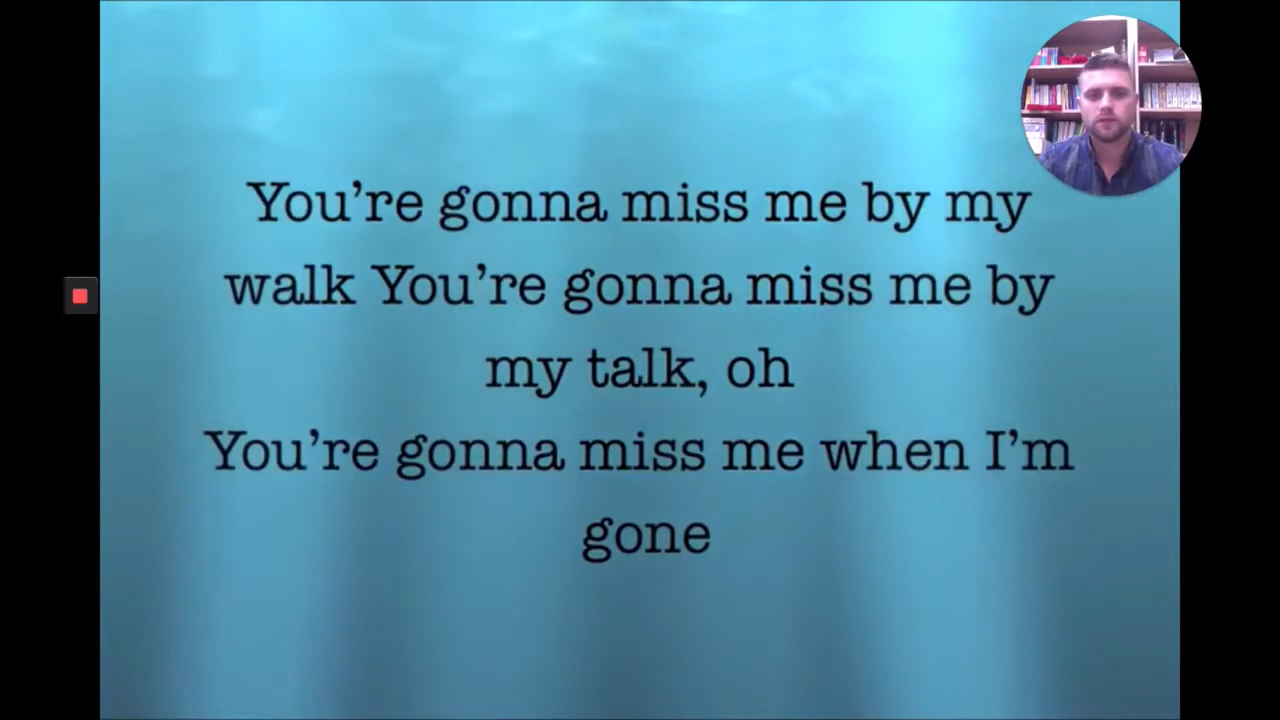 You’re gonna miss me by my
walk You’re gonna miss me by
my talk, oh
You’re gonna miss me when I’m
gone